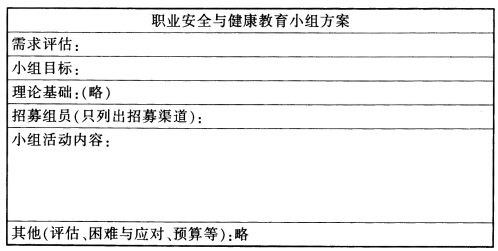 职业安全与健康教育小组方案
需求评估:
小组目标:
理论基础:(略)
招募组员(只列出招募渠道):
小组活动内容:
其他(评估、困难与应对、预算等):略